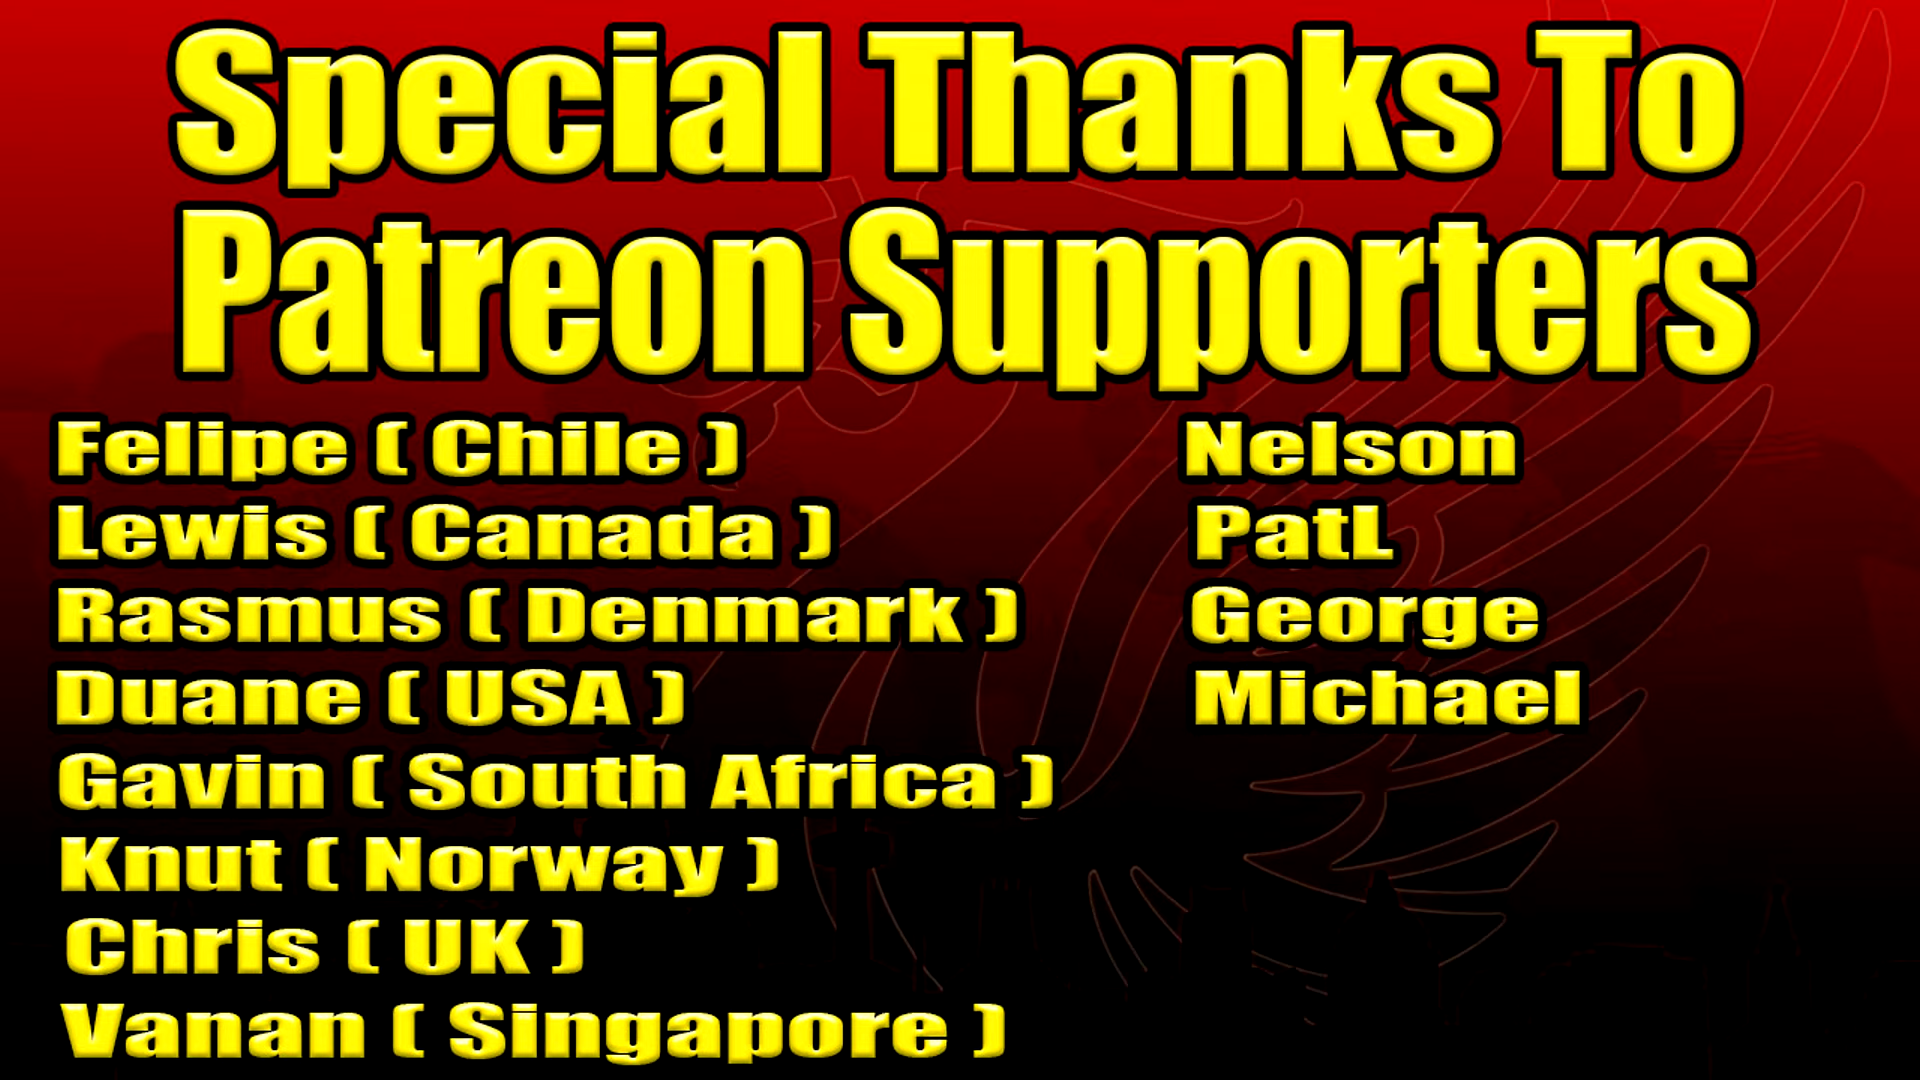 Special Thanks To
Patreon Supporters
Felipe ( Chile )
Lewis ( Canada )
Rasmus ( Denmark )
Duane ( USA )
Gavin ( South Africa )
Knut ( Norway )
Chris ( UK )
Vanan ( Singapore )
Nelson
PatL
George
Michael